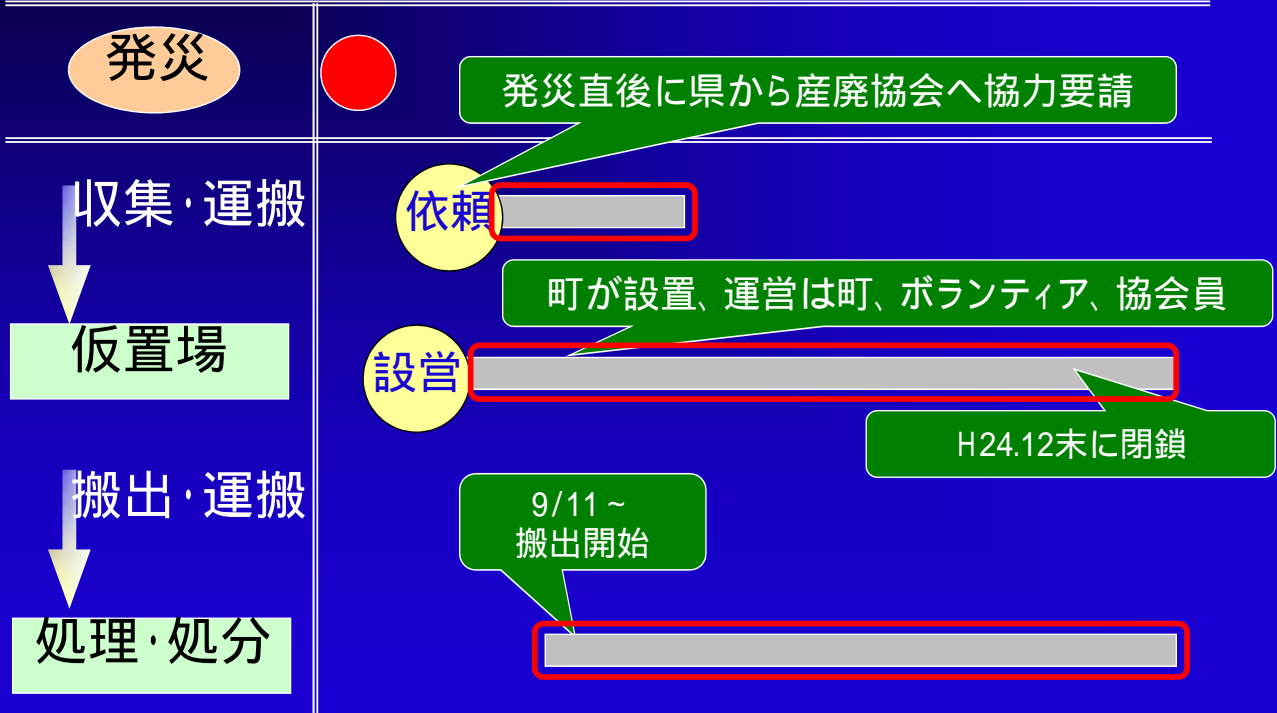 発災
発災直後に県から産廃協会へ協力要請
収集・運搬
依頼
町が設置、運営は町、ボランティア、協会員
仮置場
設営
H24.12末に閉鎖
搬出・運搬
9/11~
搬出開始
処理・処分